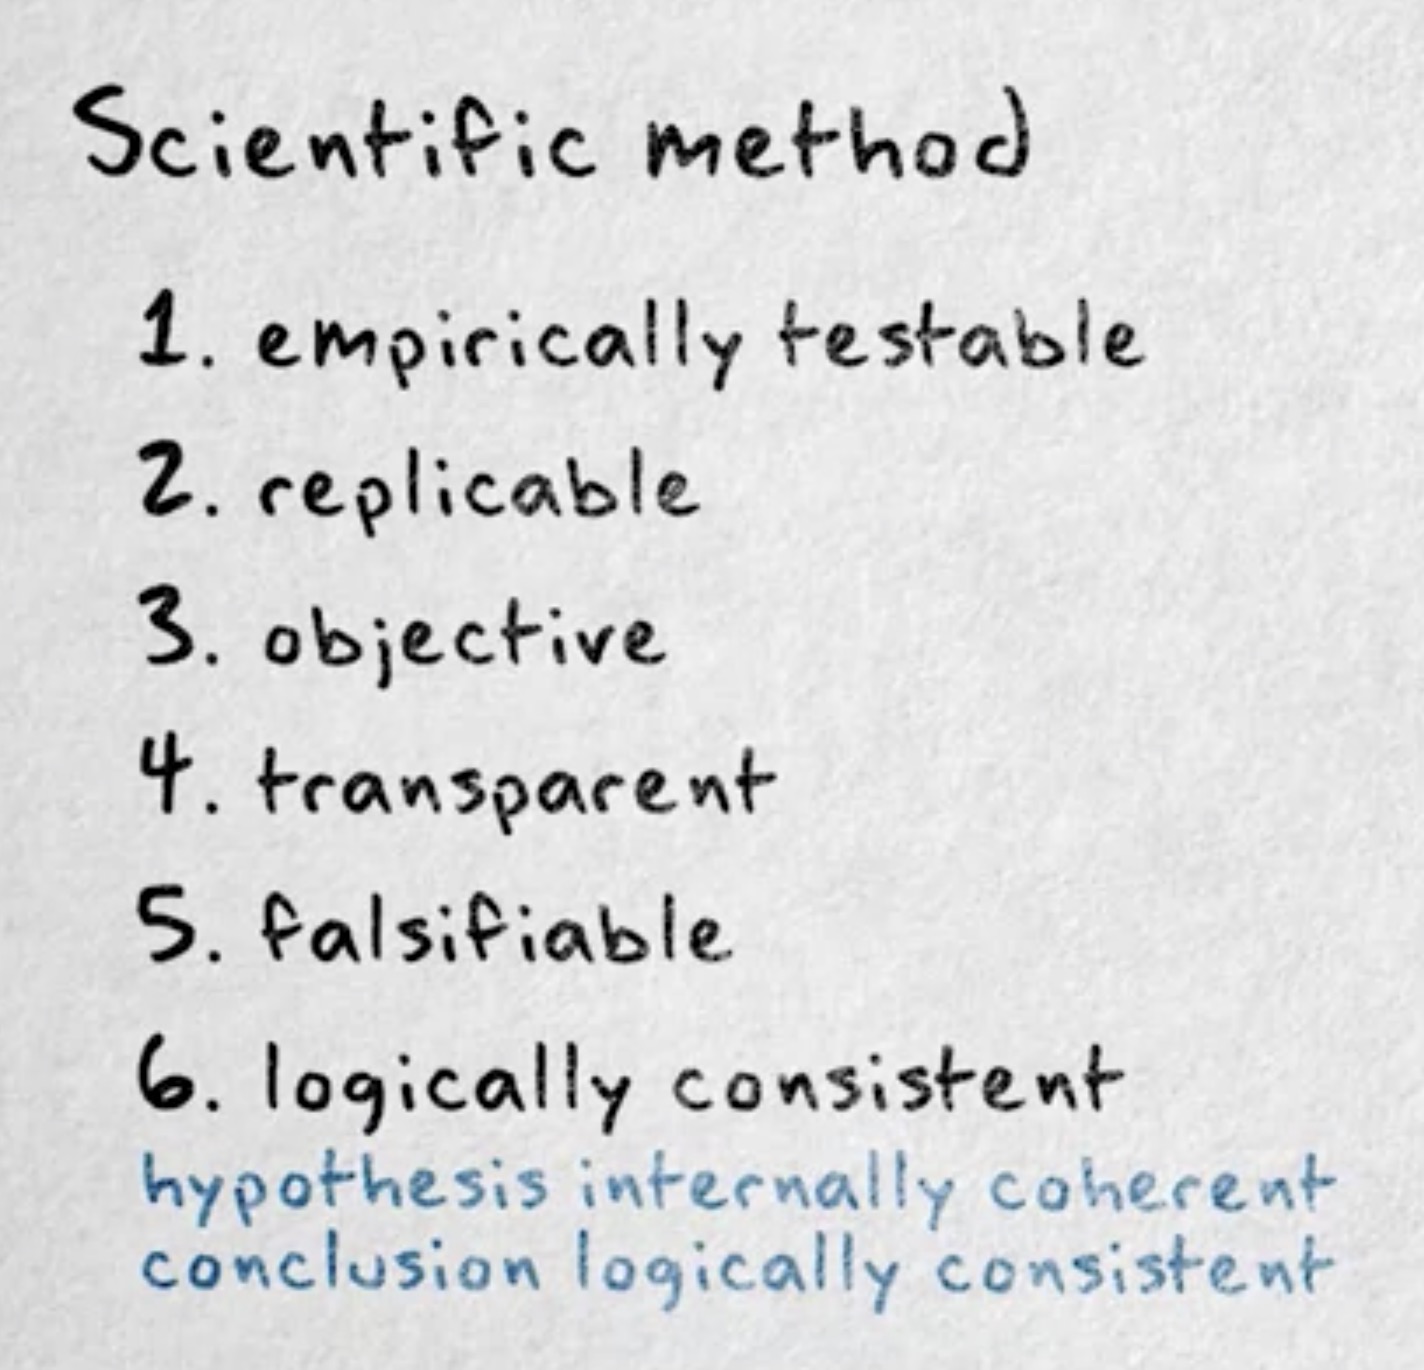 Scientific method
1. empirically testable
2. replicable
3. objective
4. transparent
5. falsifiable
6. logically consistent
hypothesis internally coherent
conclusion logically consistent